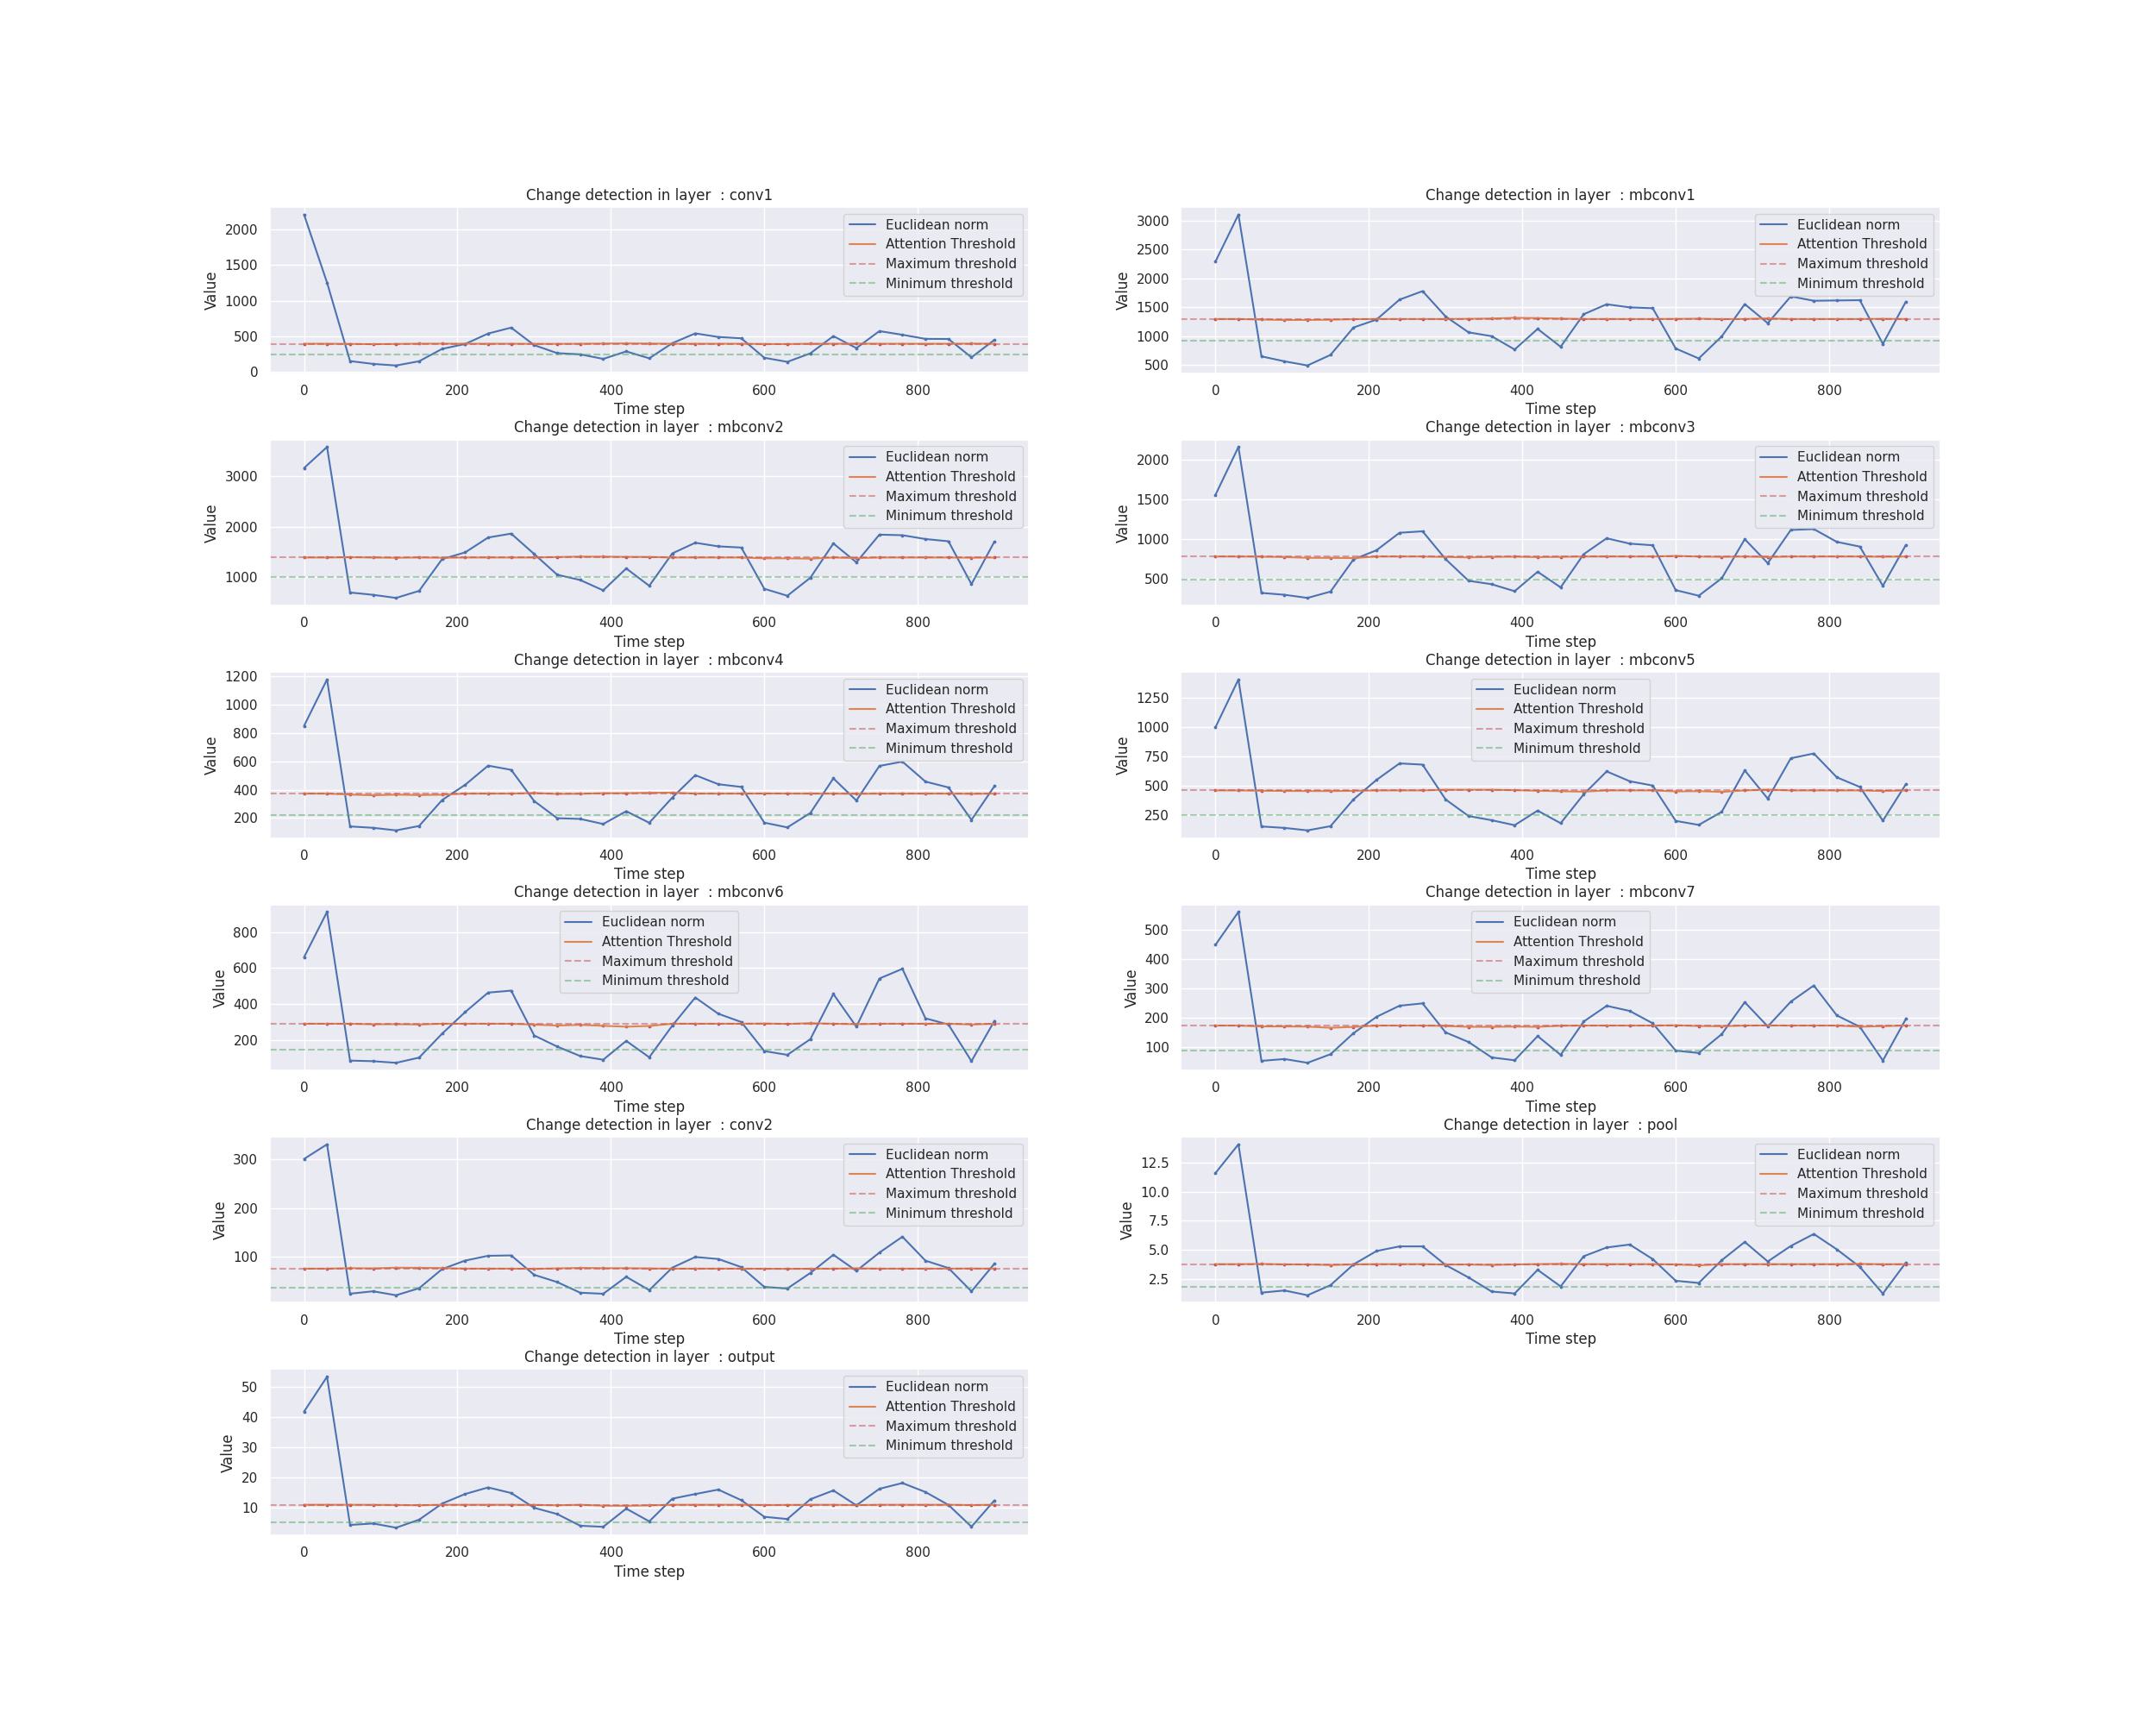 Change detection in layer  : conv1
Value
2000
1500
1000
500
0
Euclidean norm
Attention Threshold
Maximum threshold
Minimum threshold
0 200 400 600 800
Time step
Change detection in layer  : mbconv1
Value
3000
2500
2000
1500
1000
500
Euclidean norm
Attention Threshold
Maximum threshold
Minimum threshold
0 200 400 600 800
Time step
Change detection in layer  : mbconv2
Value
3000
2000
1000
Euclidean norm
Attention Threshold
Maximum threshold
Minimum threshold
0 200 400 600 800
Time step
Change detection in layer  : mbconv3
Value
2000
1500
1000
500
Euclidean norm
Attention Threshold
Maximum threshold
Minimum threshold
0 200 400 600 800
Time step
Change detection in layer  : mbconv4
Value
1200
1000
800
600
400
200
Euclidean norm
Attention Threshold
Maximum threshold
Minimum threshold
0 200 400 600 800
Time step
Change detection in layer  : mbconv5
Value
1250
1000
750
500
250
Euclidean norm
Attention Threshold
Maximum threshold
Minimum threshold
0 200 400 600 800
Time step
Change detection in layer  : mbconv6
Value
800
600
400
200
Euclidean norm
Attention Threshold
Maximum threshold
Minimum threshold
0 200 400 600 800
Time step
Change detection in layer  : mbconv7
Value
500
400
300
200
100
Euclidean norm
Attention Threshold
Maximum threshold
Minimum threshold
0 200 400 600 800
Time step
Change detection in layer  : conv2
Value
300
200
100
Euclidean norm
Attention Threshold
Maximum threshold
Minimum threshold
0 200 400 600 800
Time step
Change detection in layer  : pool
Value
12.5
10.0
7.5
5.0
2.5
Euclidean norm
Attention Threshold
Maximum threshold
Minimum threshold
0 200 400 600 800
Time step
Change detection in layer  : output
Value
50
40
30
20
10
Euclidean norm
Attention Threshold
Maximum threshold
Minimum threshold
0 200 400 600 800
Time step